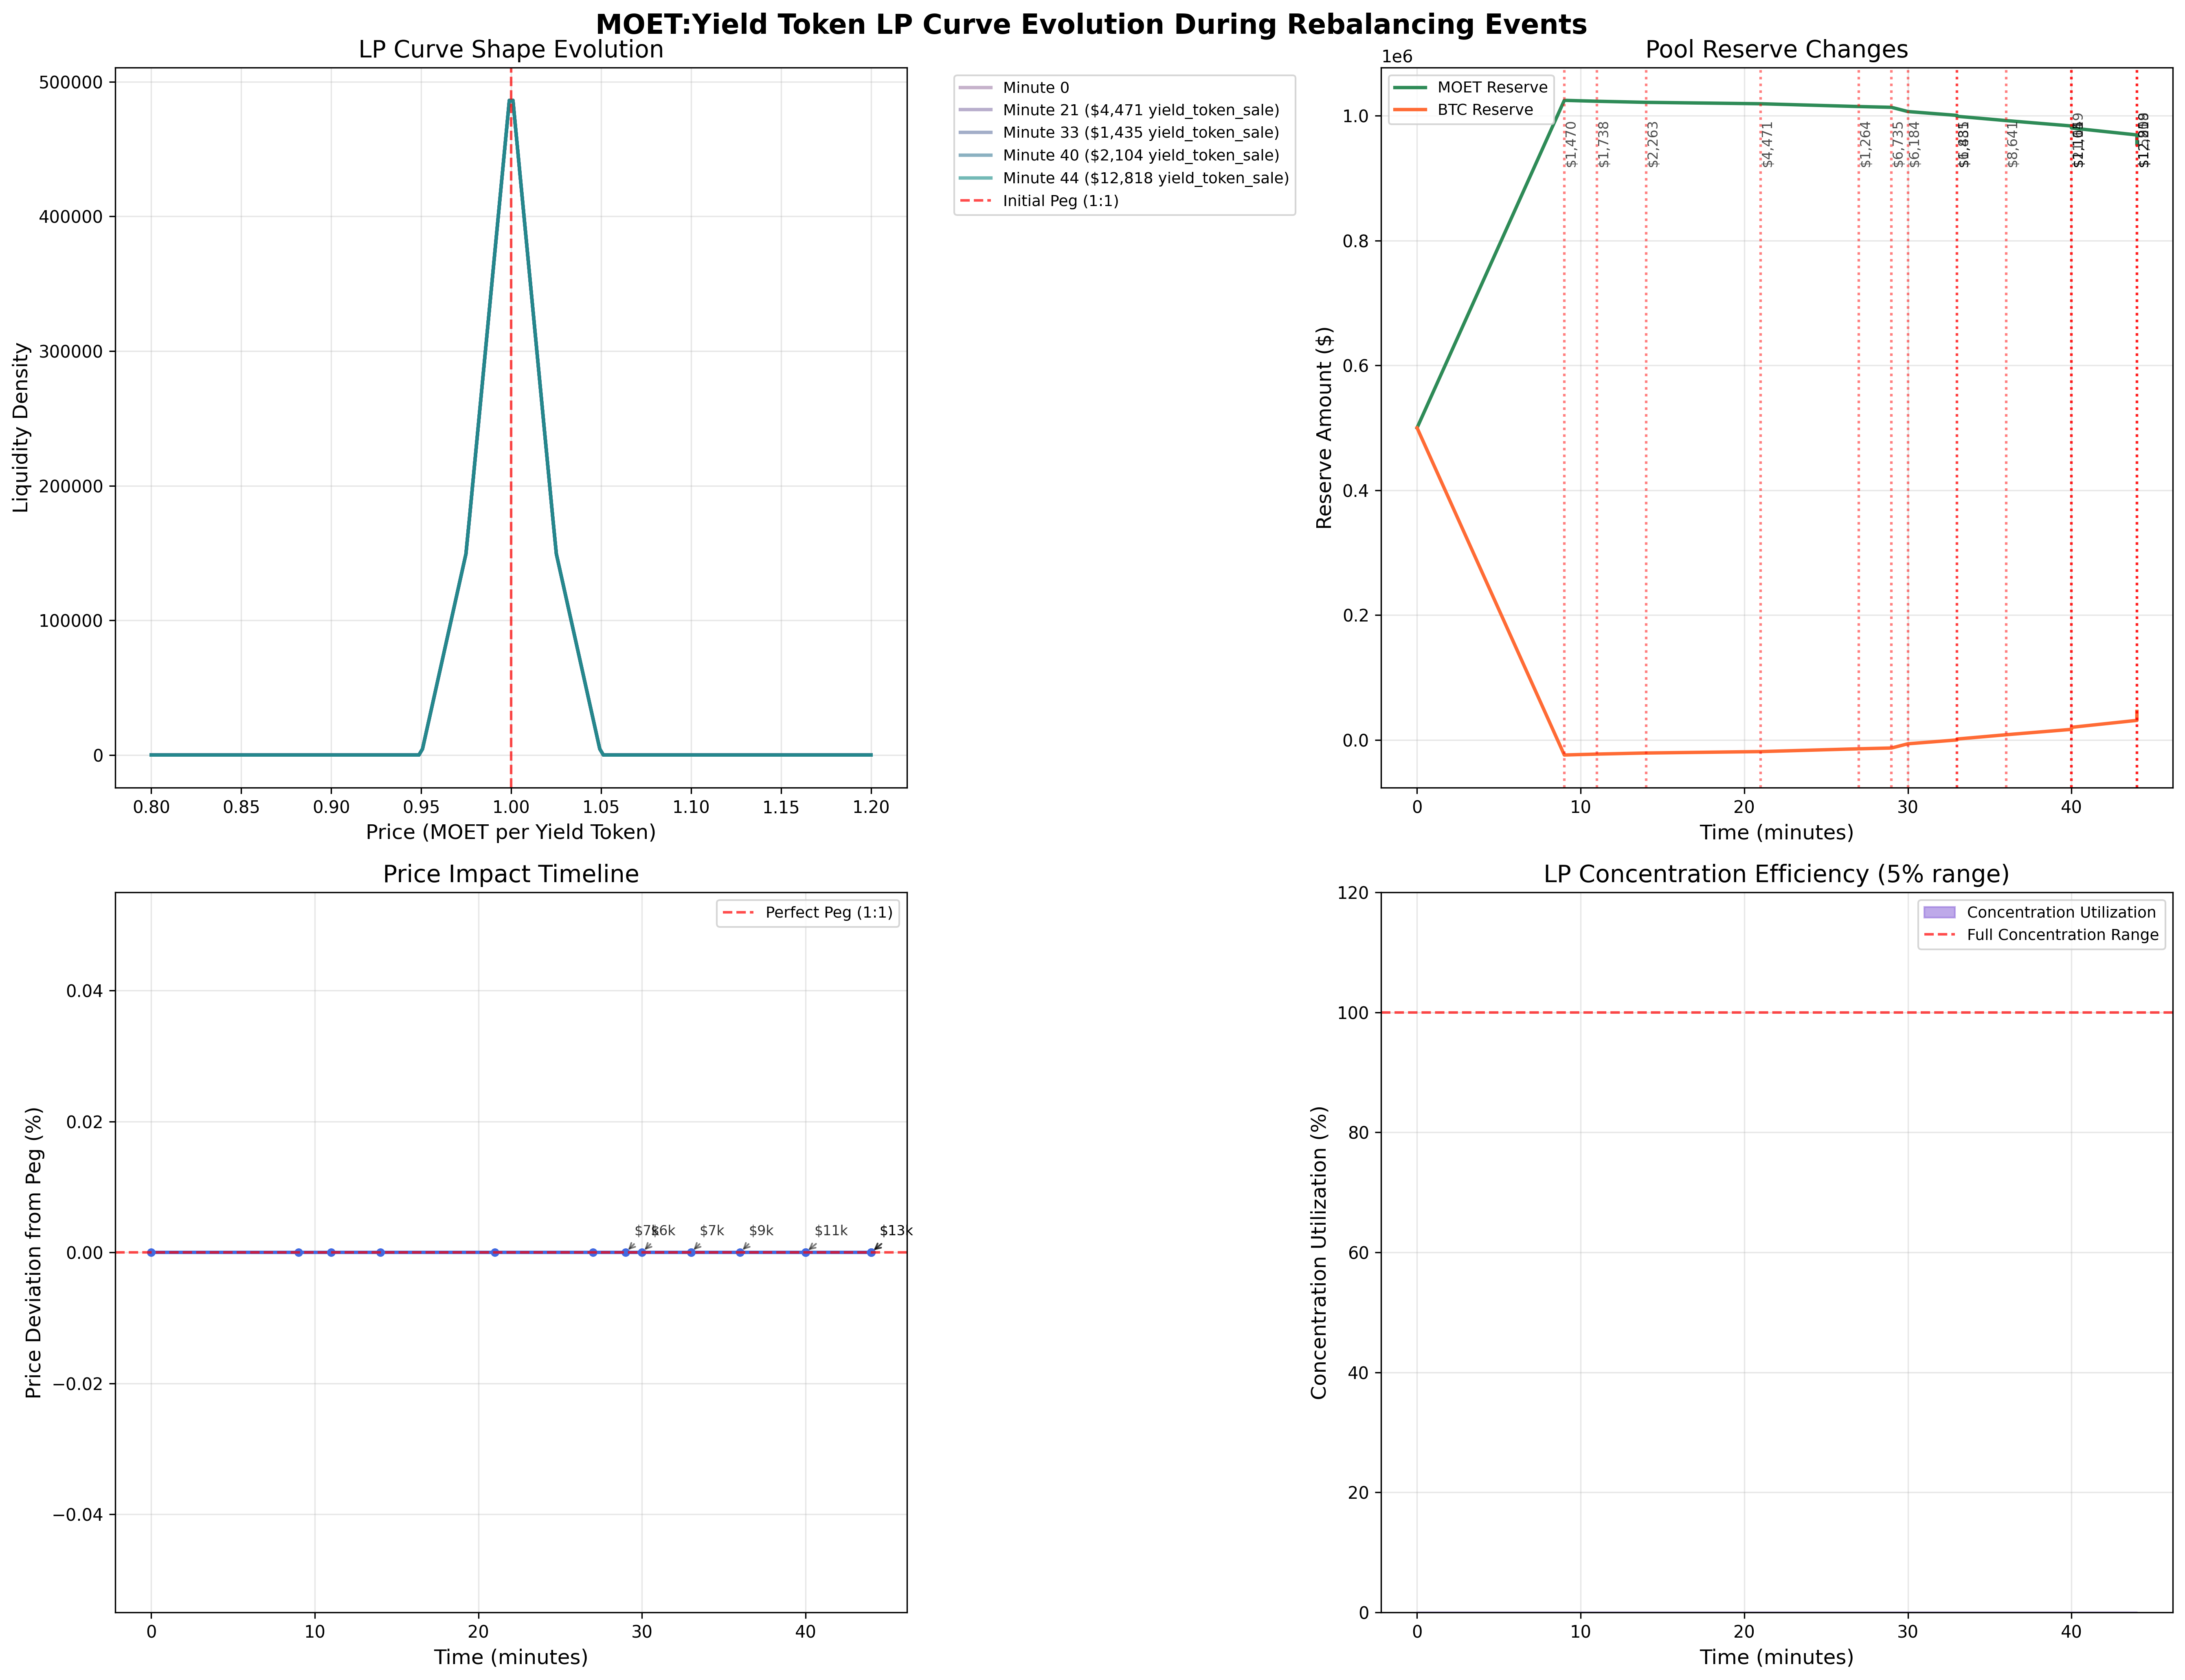 MOET:Yield Token LP Curve Evolution During Rebalancing Events
LP Curve Shape Evolution
500000
400000
300000
200000
100000
0
Liquidity Density
0.80 0.85 0.90 0.95 1.00 1.05 1.10 1.15 1.20
Price (MOET per Yield Token)
Minute 0
Minute 21 ($4,471 yield_token_sale)
Minute 33 ($1,435 yield_token_sale)
Minute 40 ($2,104 yield_token_sale)
Minute 44 ($12,818 yield_token_sale)
Initial Peg (1:1)
Pool Reserve Changes
1e6
MOET Reserve
BTC Reserve
1.0
0.8
0.6
0.4
0.2
0.0
Reserve Amount ($)
$1,470
$1,738
$2,263
$4,471
$1,264
$6,735
$6,184
$8,641
0 10 20 30 40
Time (minutes)
Price Impact Timeline
Perfect Peg (1:1)
0.04
0.02
0.00
−0.02
−0.04
Price Deviation from Peg (%)
$7k
$6k
$7k
$9k
$11k
$13k
0 10 20 30 40
Time (minutes)
LP Concentration Efficiency (5% range)
Concentration Utilization
Full Concentration Range
120
100
80
60
40
20
0
Concentration Utilization (%)
0 10 20 30 40
Time (minutes)